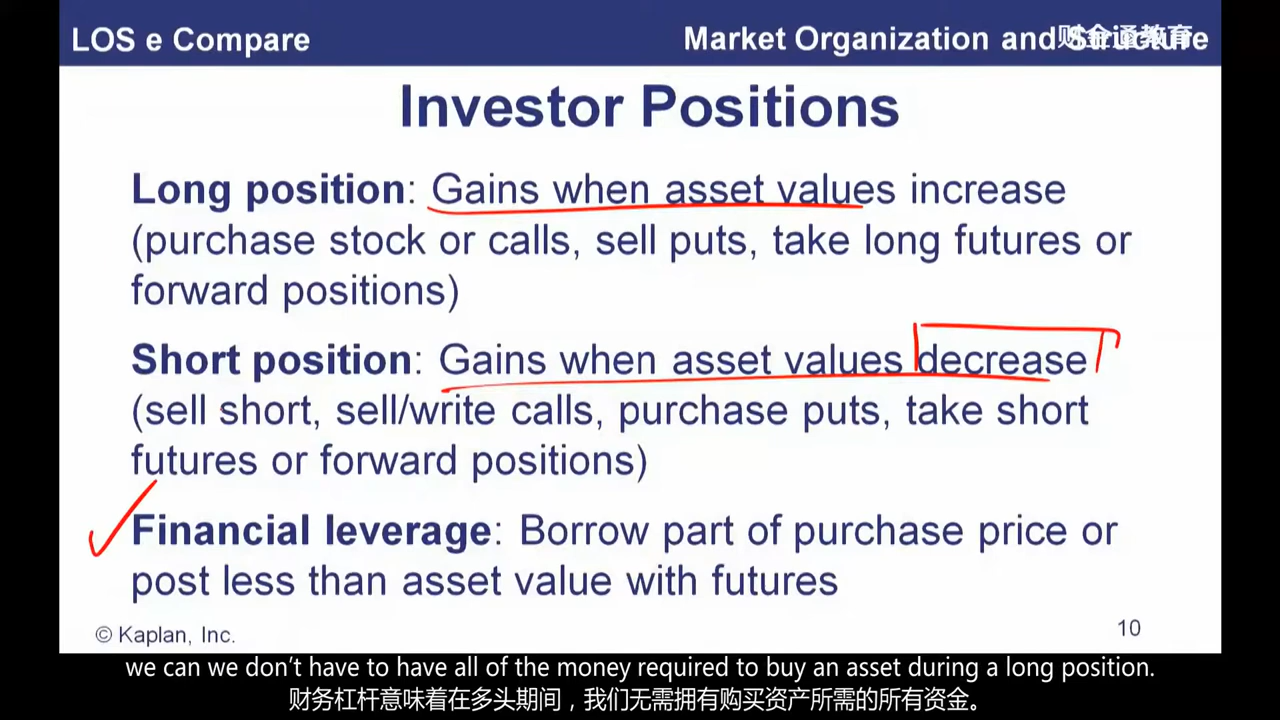 LOS e Compare
Market Organization and Structure
财金通教育
Investor Positions
Long position: Gains when asset values increase
(purchase stock or calls, sell puts, take long futures or
forward positions)
Short position: Gains when asset values decrease
(sell short, sell/write calls, purchase puts, take short
futures or forward positions)
Financial leverage: Borrow part of purchase price or
post less than asset value with futures
© Kaplan, Inc.
10
we can we don't have to have all of the money required to buy an asset during a long position.
财务杠杆意味着在多头期间，我们无需拥有购买资产所需的所有资金。